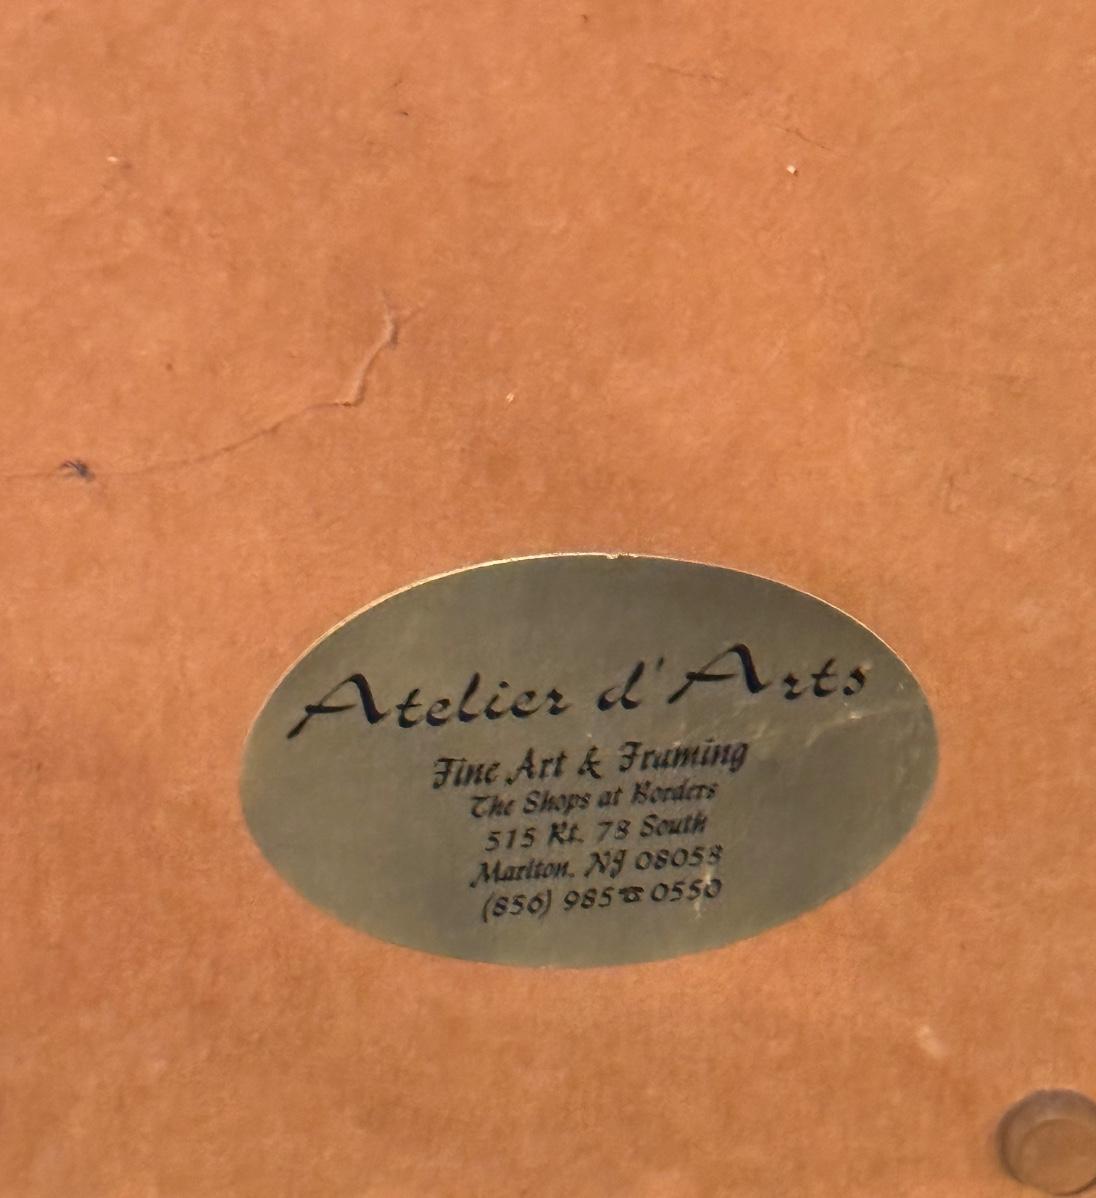 Atelier d'Arts
Fine Art & Framing
The Shops at Borders
515 Rt. 73 South
Marlton, NJ 08053
(856) 985☎0550